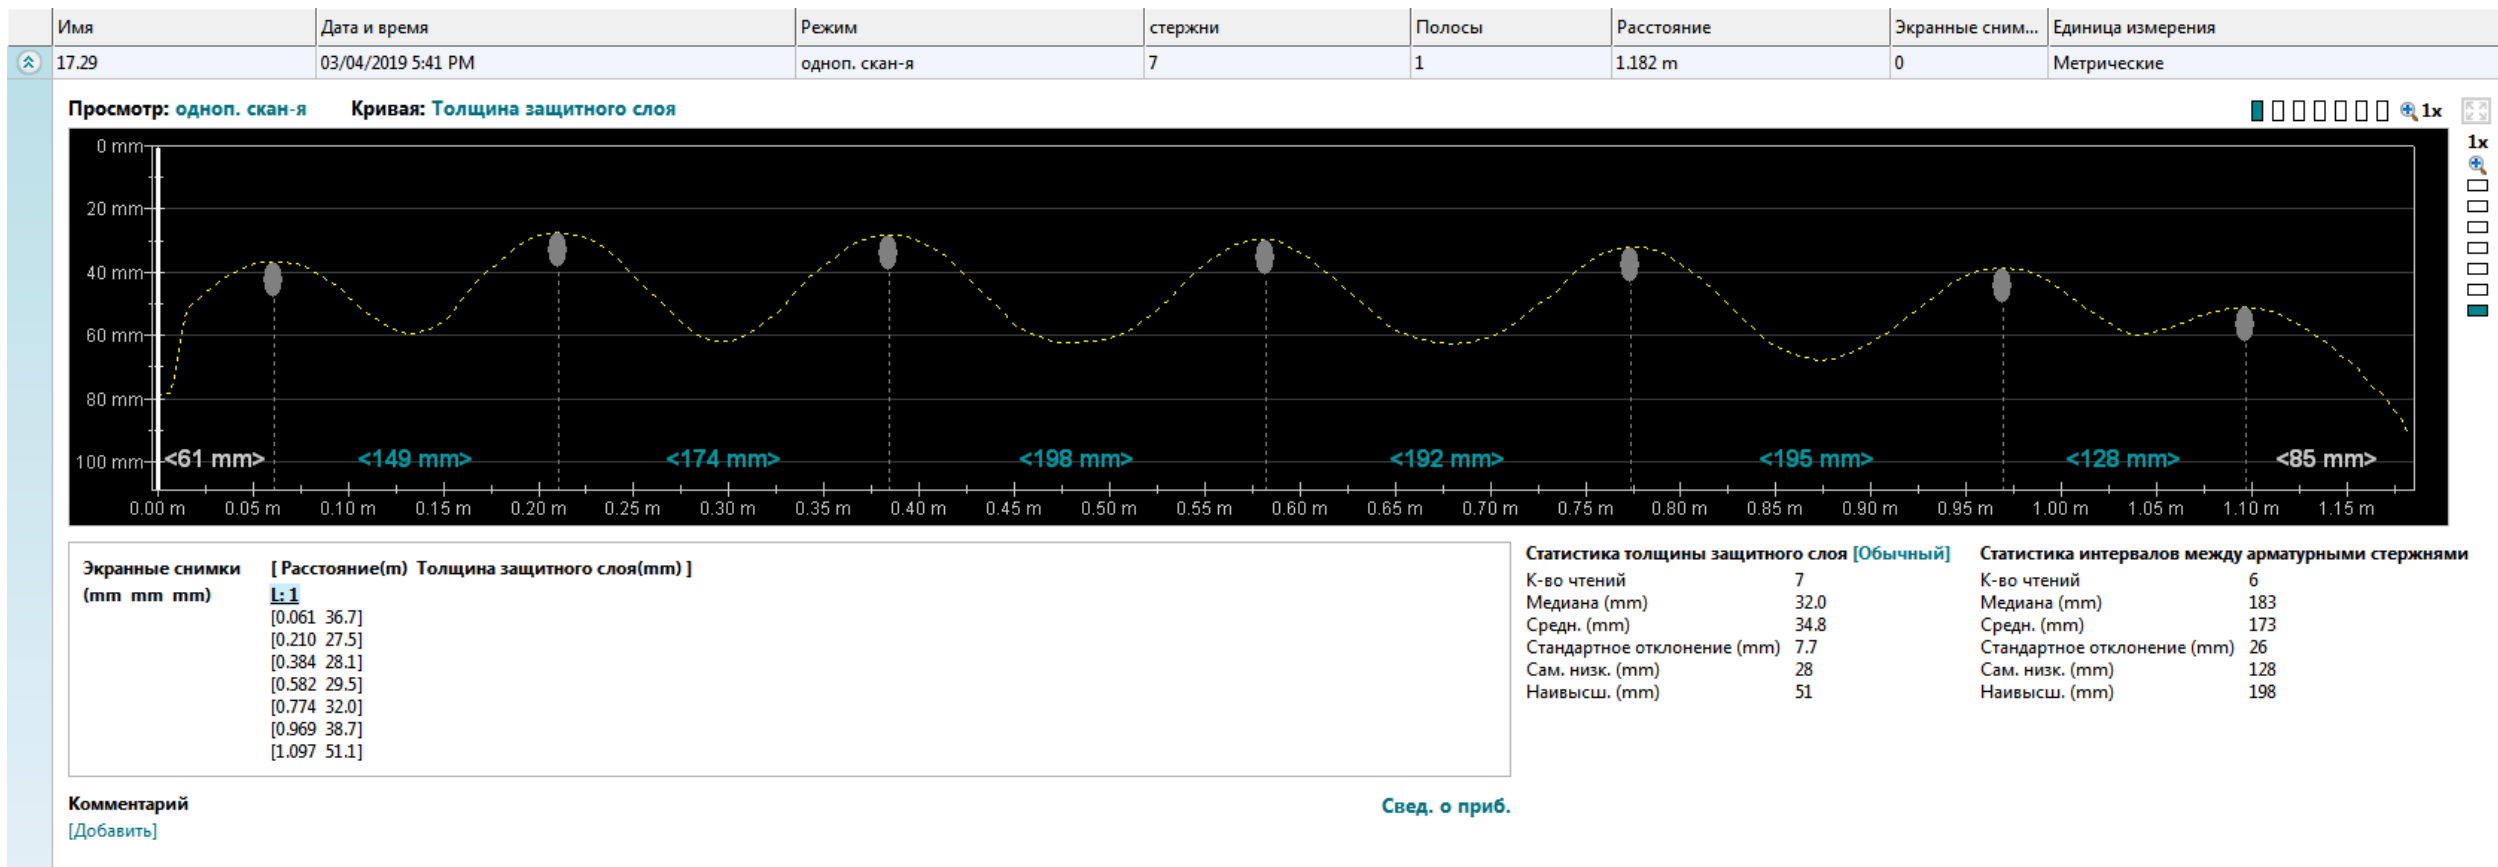 Имя Дата и время Режим стержни Полосы Расстояние Экранные сним... Единица измерения
17.29 03/04/2019 5:41 PM одноп. скан-я 7 1 1.182 m 0 Метрические
Просмотр: одноп. скан-я Кривая: Толщина защитного слоя 1x
1x
0 mm
20 mm
40 mm
60 mm
80 mm
100 mm <61 mm> <149 mm> <174 mm> <198 mm> <192 mm> <195 mm> <128 mm> <85 mm>
0.00 m 0.05 m 0.10 m 0.15 m 0.20 m 0.25 m 0.30 m 0.35 m 0.40 m 0.45 m 0.50 m 0.55 m 0.60 m 0.65 m 0.70 m 0.75 m 0.80 m 0.85 m 0.90 m 0.95 m 1.00 m 1.05 m 1.10 m 1.15 m
Экранные снимки [ Расстояние(m) Толщина защитного слоя(mm) ]
(mm mm mm) L: 1
[0.061 36.7]
[0.210 27.5]
[0.384 28.1]
[0.582 29.5]
[0.774 32.0]
[0.969 38.7]
[1.097 51.1]
Статистика толщины защитного слоя [Обычный]
К-во чтений 7
Медиана (mm) 32.0
Средн. (mm) 34.8
Стандартное отклонение (mm) 7.7
Сам. низк. (mm) 28
Наивысш. (mm) 51
Статистика интервалов между арматурными стержнями
К-во чтений 6
Медиана (mm) 183
Средн. (mm) 173
Стандартное отклонение (mm) 26
Сам. низк. (mm) 128
Наивысш. (mm) 198
Комментарий Свед. о приб.
[Добавить]